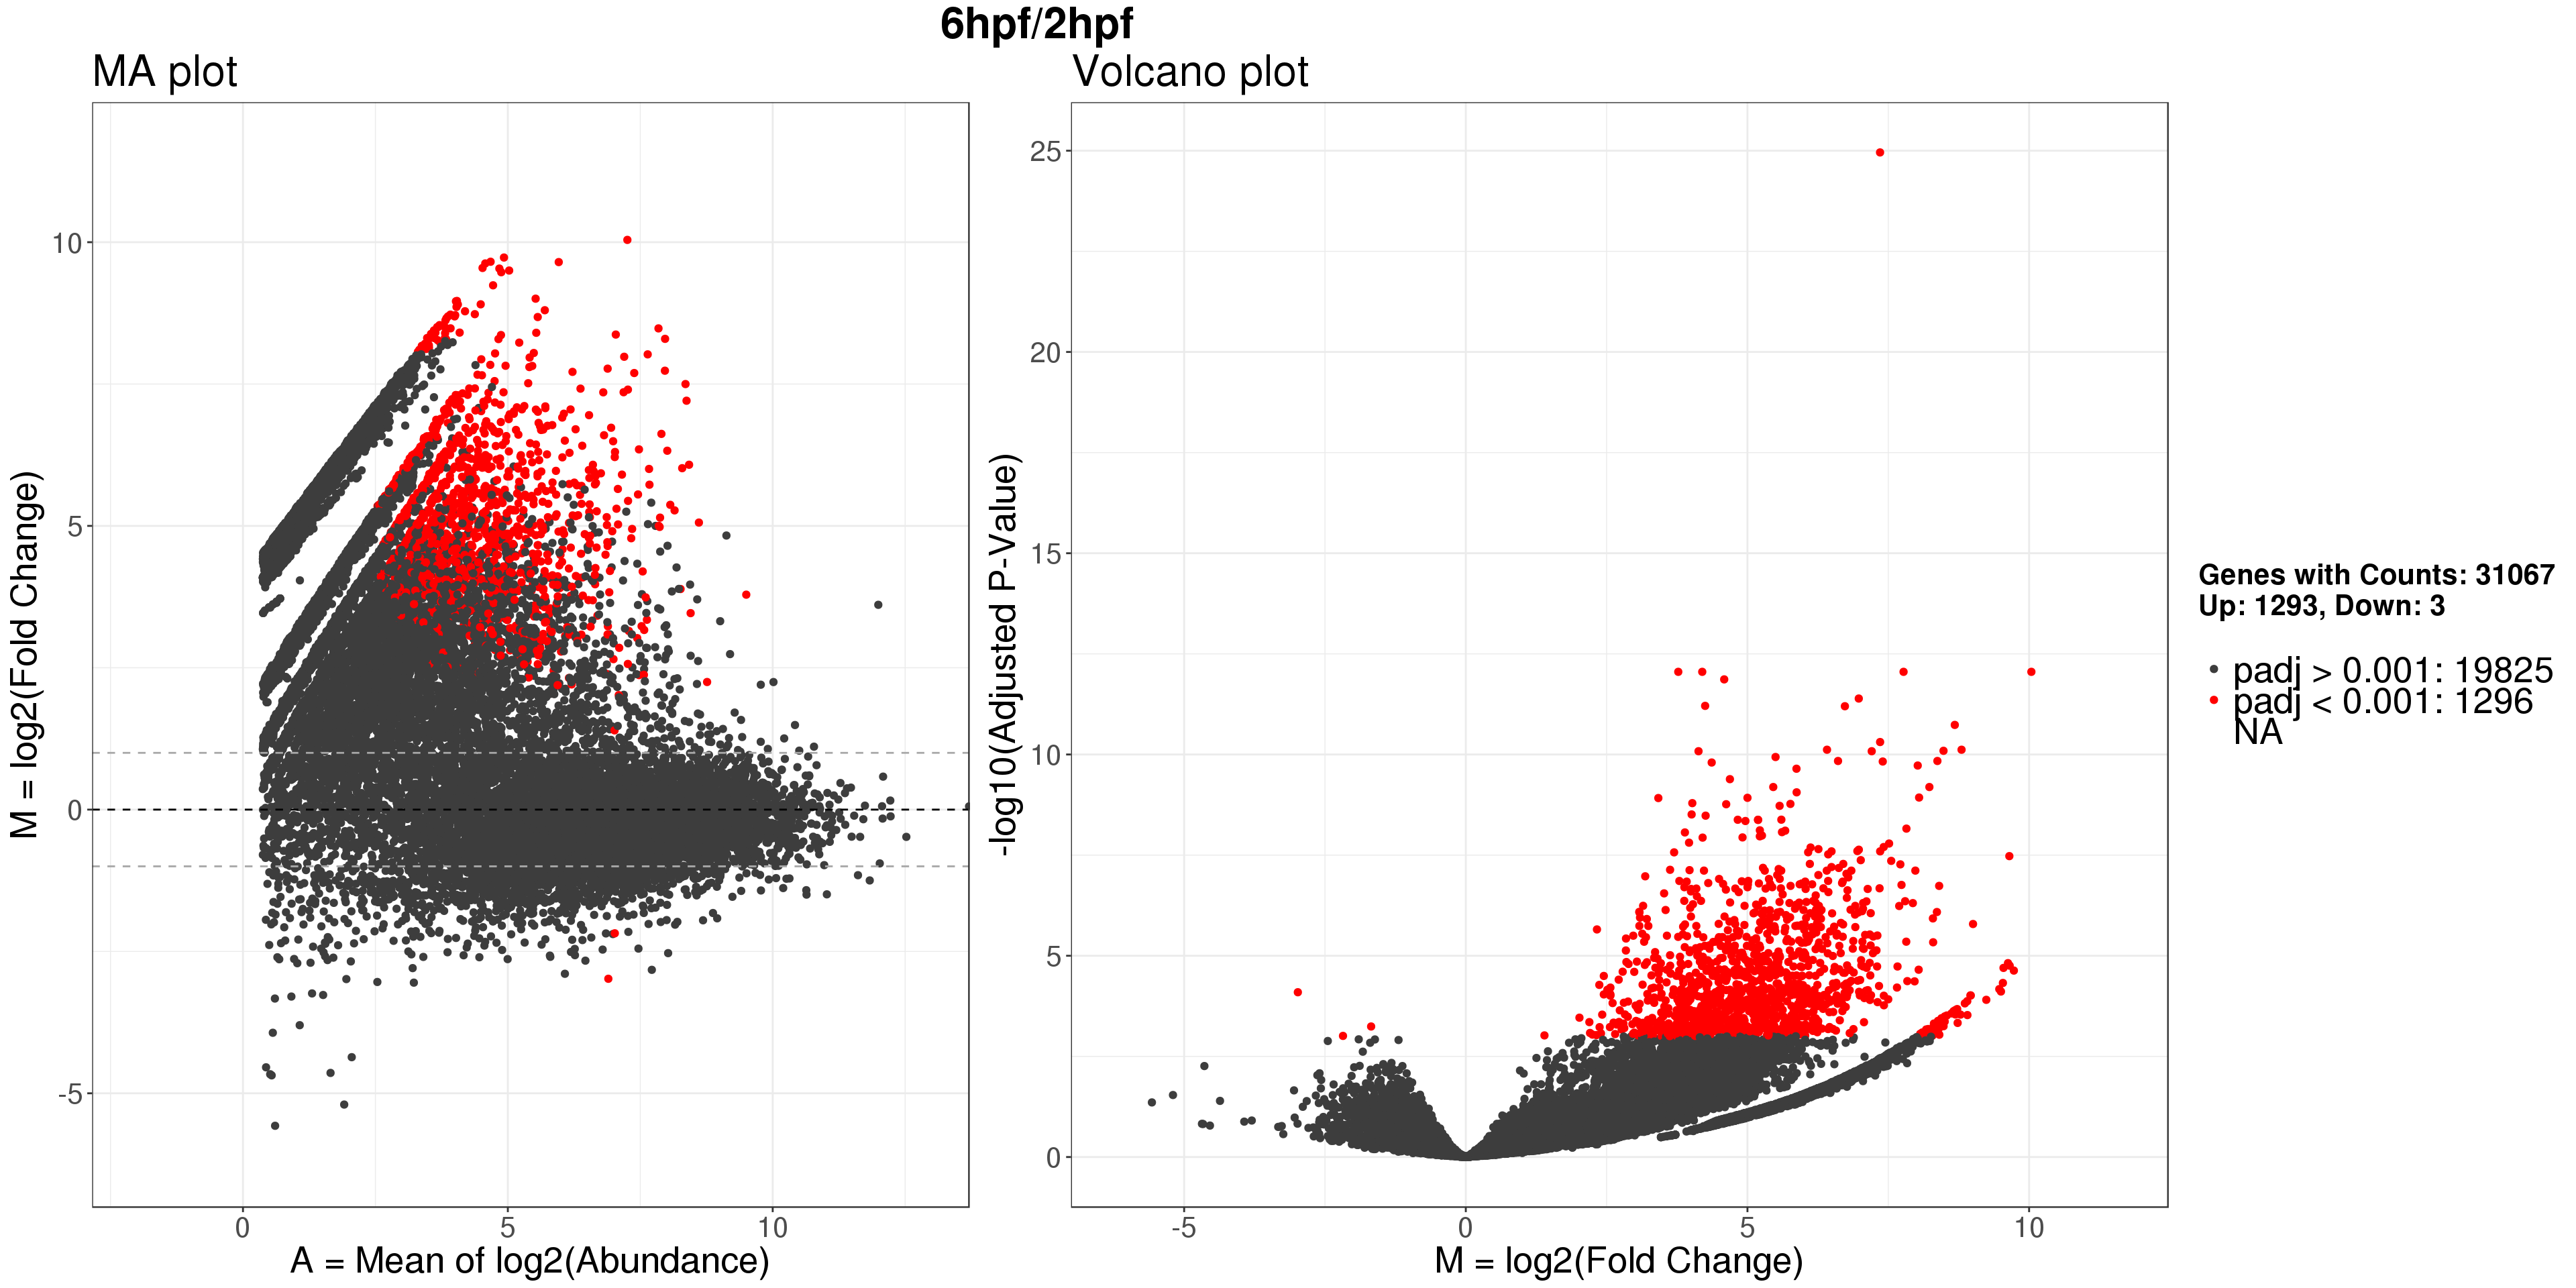 6hpf/2hpf
MA plot
Volcano plot
M = log2(Fold Change)
10
5
0
-5
0
5
10
A = Mean of log2(Abundance)
-log10(Adjusted P-Value)
25
20
15
10
5
0
-5
0
5
10
M = log2(Fold Change)
Genes with Counts: 31067
Up: 1293, Down: 3
padj > 0.001: 19825
padj < 0.001: 1296
NA